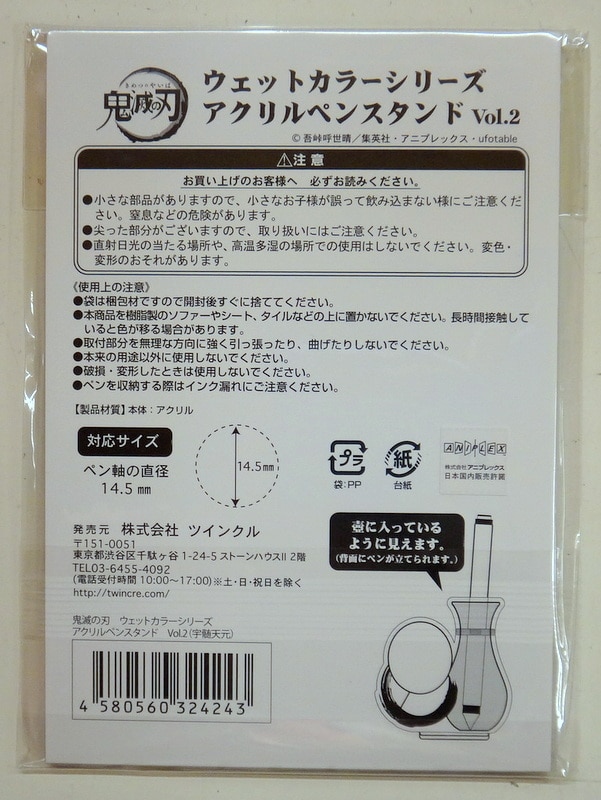 きめつのやいば
鬼滅の刃
ウェットカラーシリーズ
アクリルペンスタンド Vol.2
© 吾峠呼世晴／集英社・アニプレックス・ufotable
⚠注意
お買い上げのお客様へ 必ずお読みください。
●小さな部品がありますので、小さなお子様が誤って飲み込まない様にご注意くだ
さい。窒息などの危険があります。
●尖った部分がございますので、取り扱いにはご注意ください。
●直射日光の当たる場所や、高温多湿の場所での使用はしないでください。変色・
変形のおそれがあります。
《使用上の注意》
●袋は梱包材ですので開封後すぐに捨ててください。
●本商品を樹脂製のソファーやシート、タイルなどの上に置かないでください。長時間接触して
いると色が移る場合があります。
●取付部分を無理な方向に強く引っ張ったり、曲げたりしないでください。
●本来の用途以外に使用しないでください。
●破損・変形したときは使用しないでください。
●ペンを収納する際はインク漏れにご注意ください。
【製品材質】本体：アクリル
対応サイズ
ペン軸の直径
14.5 mm
14.5mm
プラ
袋：PP
紙
台紙
ANIPLEX
株式会社 アニプレックス
日本国内販売許諾
発売元 株式会社 ツインクル
〒151-0051
東京都渋谷区千駄ヶ谷 1-24-5 ストーンハウスII 2階
TEL03-6455-4092
(電話受付時間 10:00〜17:00)※土・日・祝日を除く
http://twincre.com/
壺に入っている
ように見えます。
(背面にペンが立てられます。)
鬼滅の刃 ウェットカラーシリーズ
アクリルペンスタンド Vol.2（宇髄天元）
4 580560 324243